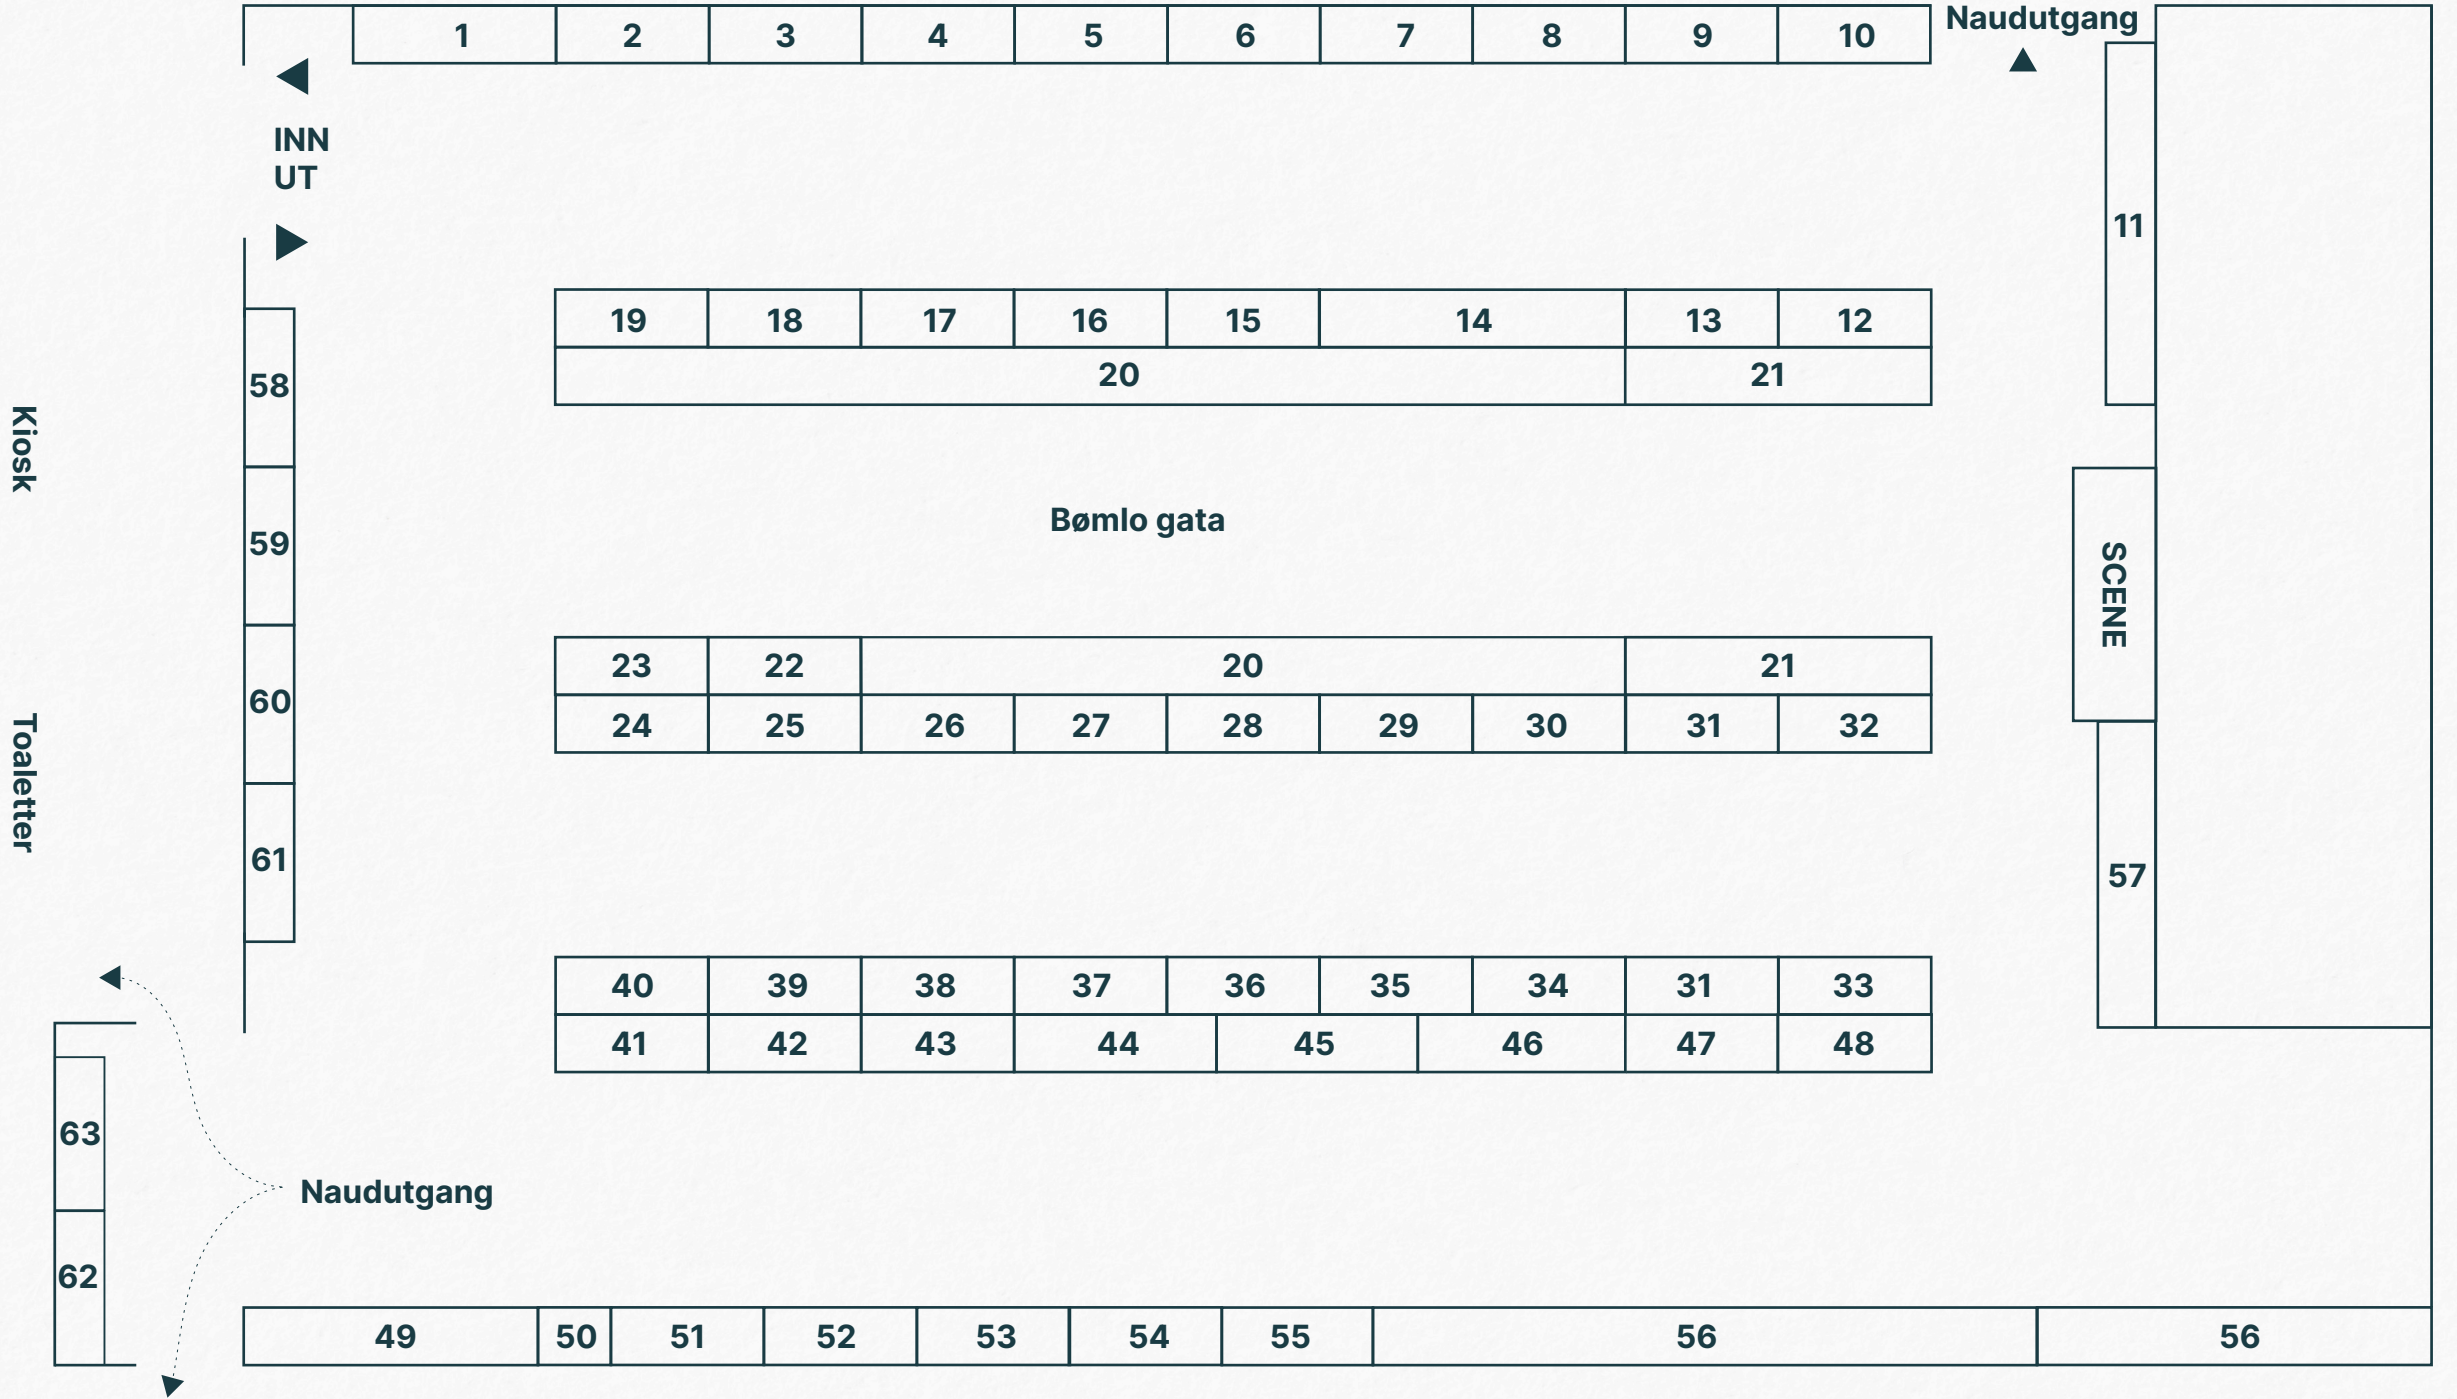 1 2 3 4 5 6 7 8 9 10
Naudutgang
INN
UT
11
19 18 17 16 15 14 13 12
20 21
58
59
60
61
Kiosk
Toaletter
Bømlo gata
SCENE
23 22 20 21
24 25 26 27 28 29 30 31 32
57
40 39 38 37 36 35 34 31 33
41 42 43 44 45 46 47 48
63
62
Naudutgang
49 50 51 52 53 54 55 56 56